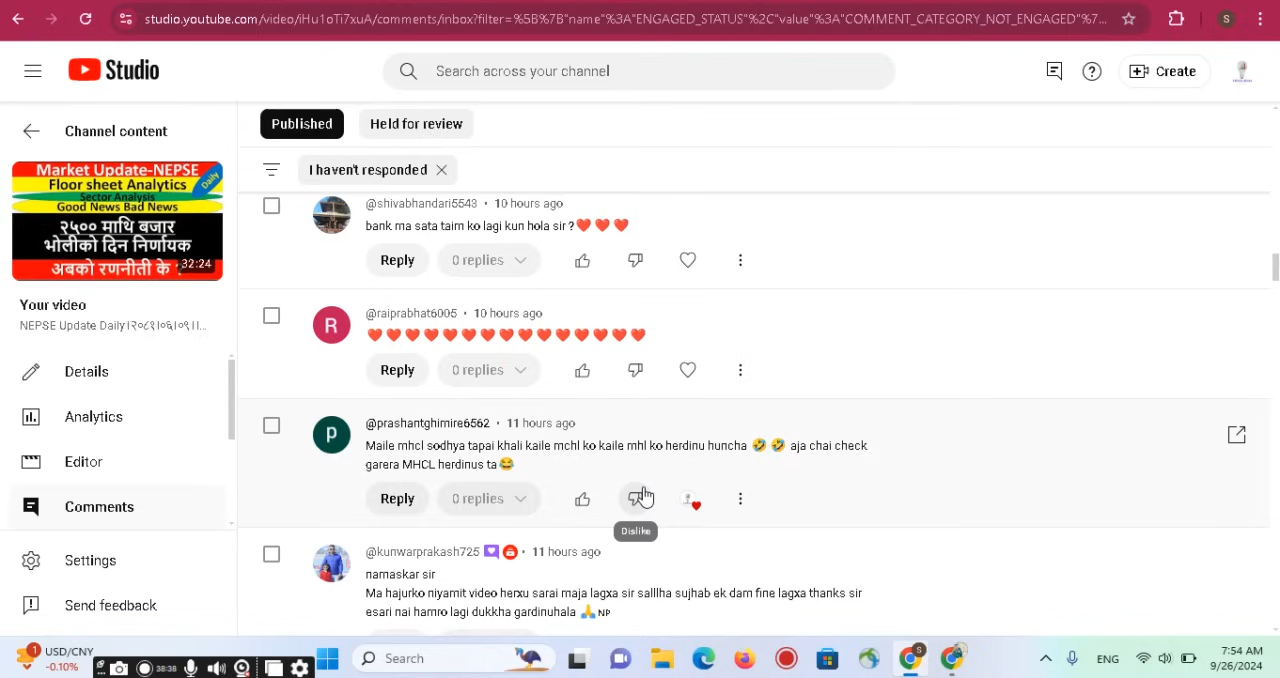 studio.youtube.com/video/iHu1oTi7xuA/comments/inbox?filter=%5B%7B"name"%3A"ENGAGED_STATUS"%2C"value"%3A"COMMENT_CATEGORY_NOT_ENGAGED"%7...
S
Studio
Search across your channel
Create
Channel content
Published
Held for review
I haven't responded
Market Update-NEPSE
Floor sheet Analytics
Daily
Sector Analysis
Good News Bad News
२५०० माथि बजार
भोलीको दिन निर्णायक
अबको रणनीती के ?
32:24
Your video
NEPSE Update Daily।२०८१।०६।०९।।...
Details
Analytics
Editor
Comments
Settings
Send feedback
@shivabhandari5543 • 10 hours ago
bank ma sata taim ko lagi kun hola sir ?❤️ ❤️ ❤️
Reply
0 replies
R
@raiprabhat6005 • 10 hours ago
❤️ ❤️ ❤️ ❤️ ❤️ ❤️ ❤️ ❤️ ❤️ ❤️ ❤️ ❤️ ❤️ ❤️
Reply
0 replies
p
@prashantghimire6562 • 11 hours ago
Maile mhcl sodhya tapai khali kaile mchl ko kaile mhl ko herdinu huncha 🤣 🤣 aja chai check
garera MHCL herdinus ta😂
Reply
0 replies
Dislike
@kunwarprakash725 • 11 hours ago
namaskar sir
Ma hajurko niyamit video herxu sarai maja lagxa sir salllha sujhab ek dam fine lagxa thanks sir
esari nai hamro lagi dukkha gardinuhala 🙏 NP
1
USD/CNY
-0.10%
38:38
Search
S
ENG
7:54 AM
9/26/2024